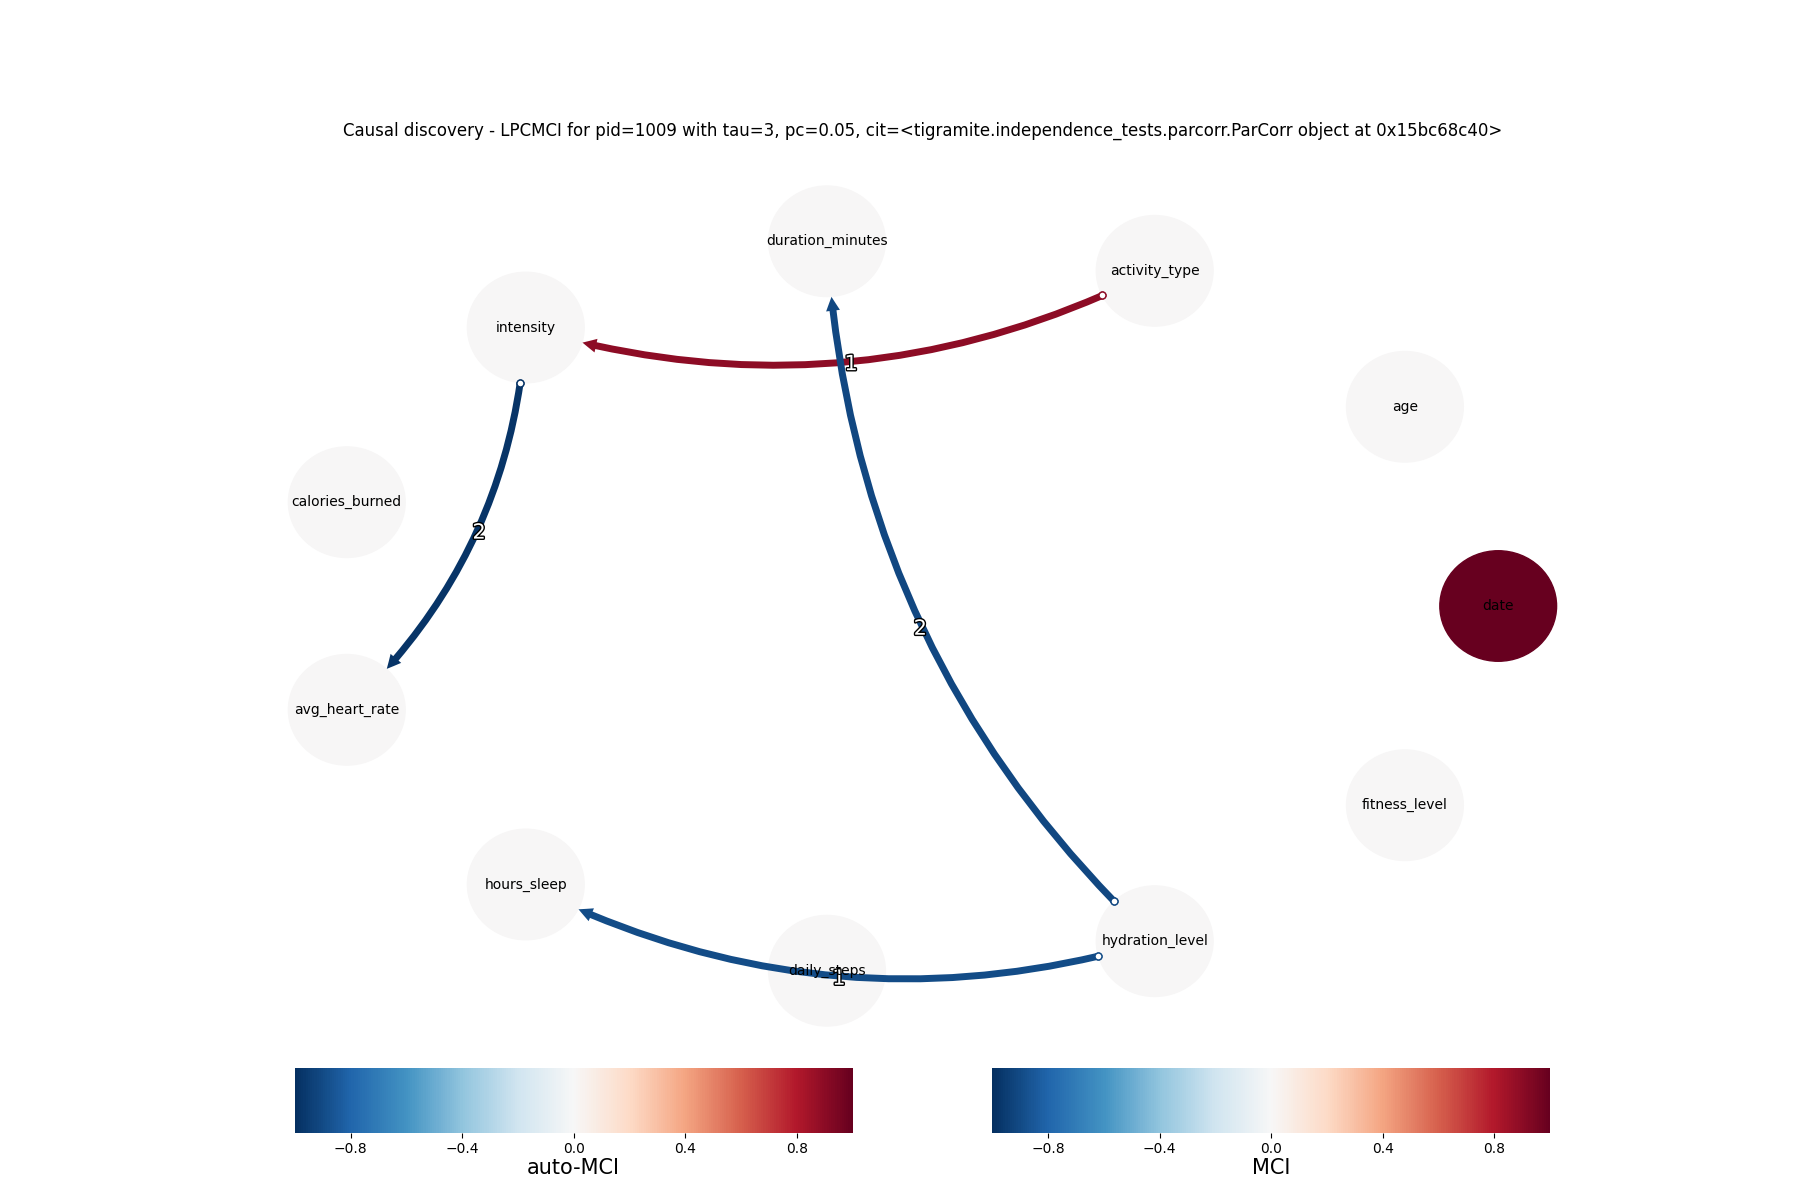 Causal discovery - LPCMCI for pid=1009 with tau=3, pc=0.05, cit=<tigramite.independence_tests.parcorr.ParCorr object at 0x15bc68c40>
duration_minutes
activity_type
intensity
1
age
calories_burned
2
date
2
avg_heart_rate
fitness_level
hours_sleep
hydration_level
daily_steps
1
−0.8 −0.4 0.0 0.4 0.8
auto-MCI
−0.8 −0.4 0.0 0.4 0.8
MCI